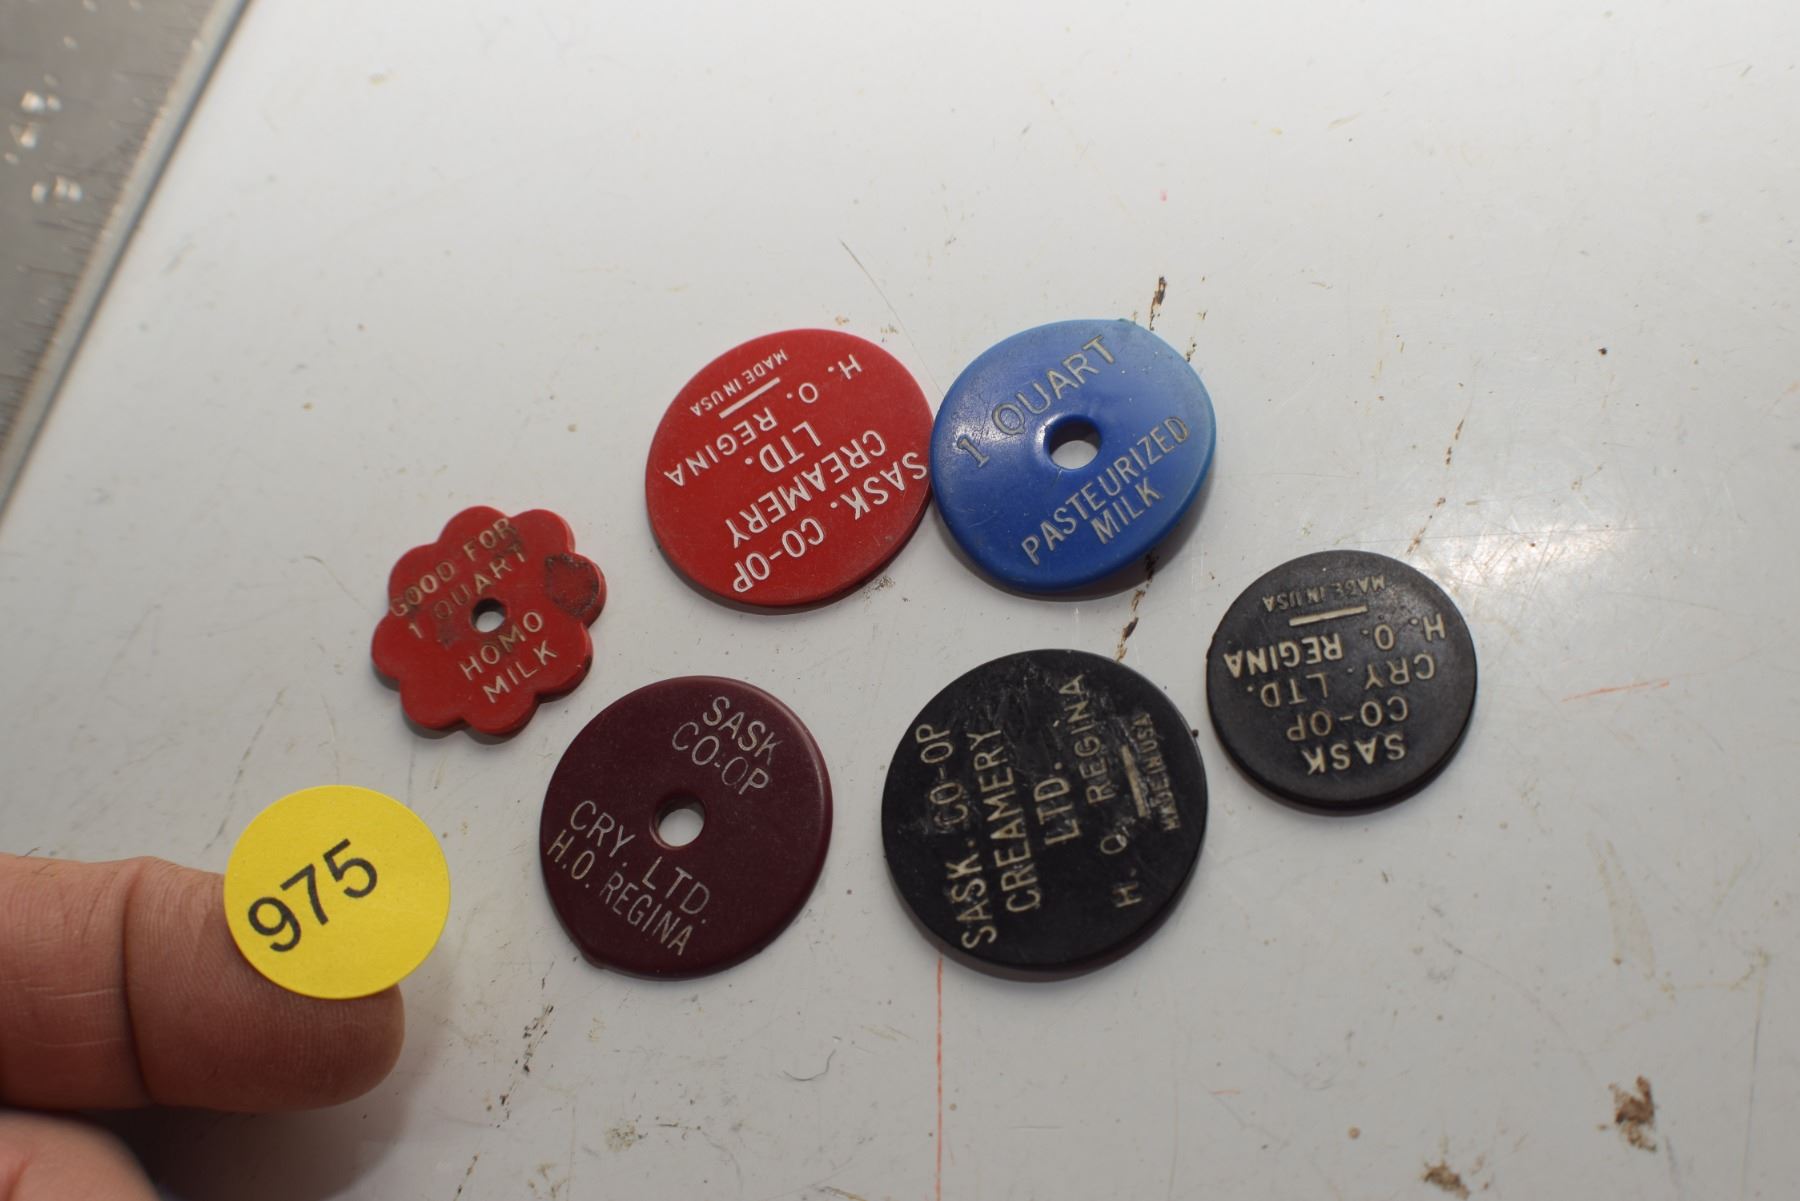 GOOD FOR
1 QUART
HOMO
MILK
SASK. CO-OP
CREAMERY
LTD.
H. O. REGINA
MADE IN USA
1 QUART
PASTEURIZED
MILK
SASK
CO-OP
CRY. LTD.
H.O. REGINA
SASK. CO-OP
CREAMERY
LTD.
H. O. REGINA
MADE IN USA
SASK
CO-OP
CRY. LTD.
H. O. REGINA
MADE IN USA
975